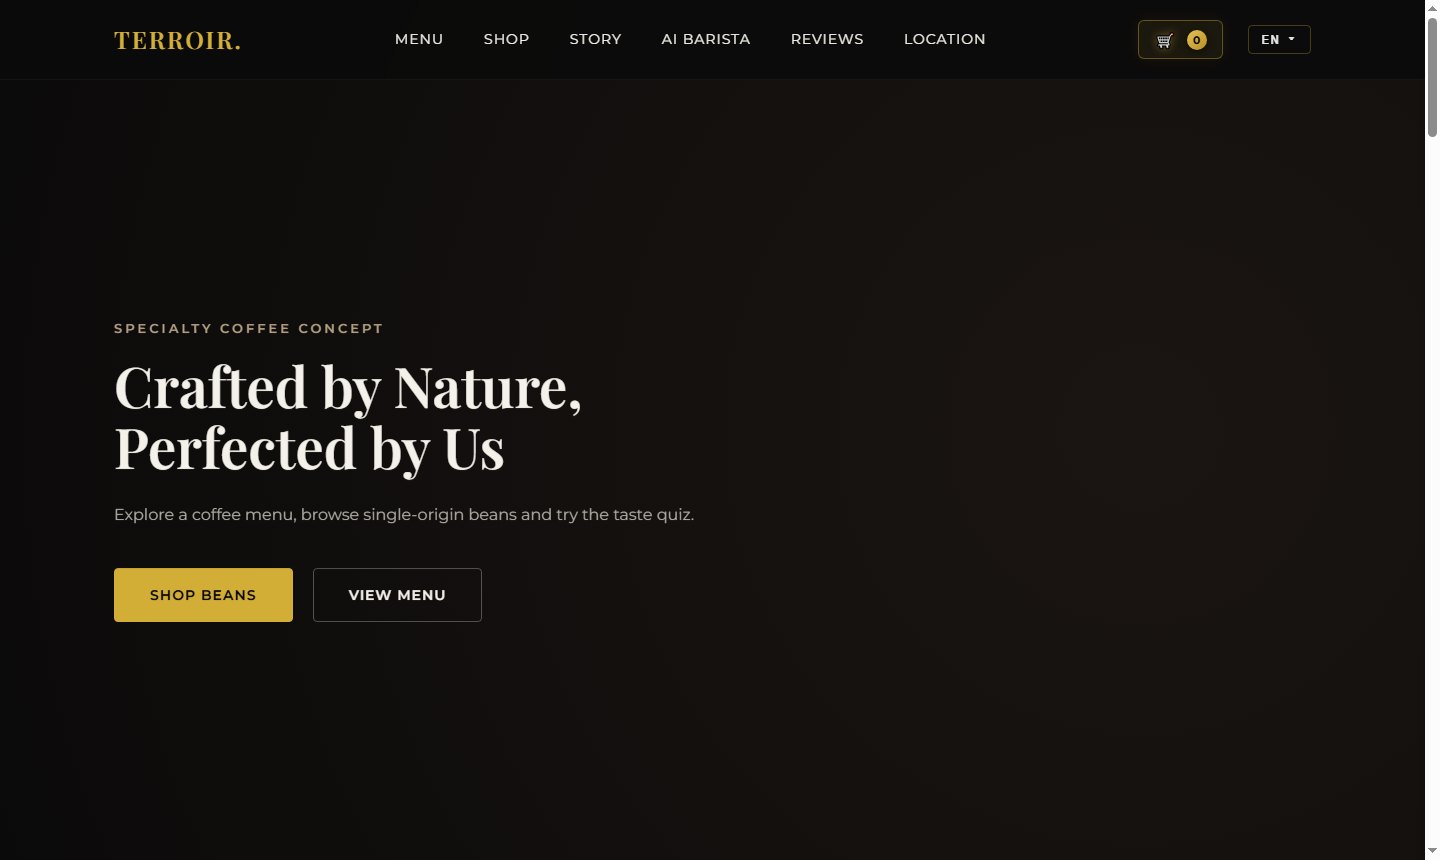 TERROIR.
MENU SHOP STORY AI BARISTA REVIEWS LOCATION
0
EN
SPECIALTY COFFEE CONCEPT
Crafted by Nature,
Perfected by Us
Explore a coffee menu, browse single-origin beans and try the taste quiz.
SHOP BEANS VIEW MENU